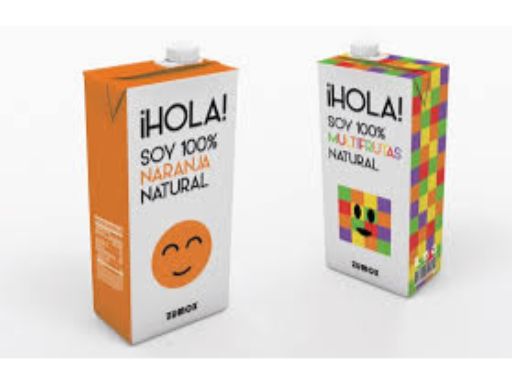 ¡HOLA!
SOY 100%
NARANJA
NATURAL
ZUMOX
¡HOLA!
SOY 100%
MULTIFRUTAS
NATURAL
ZUMOX